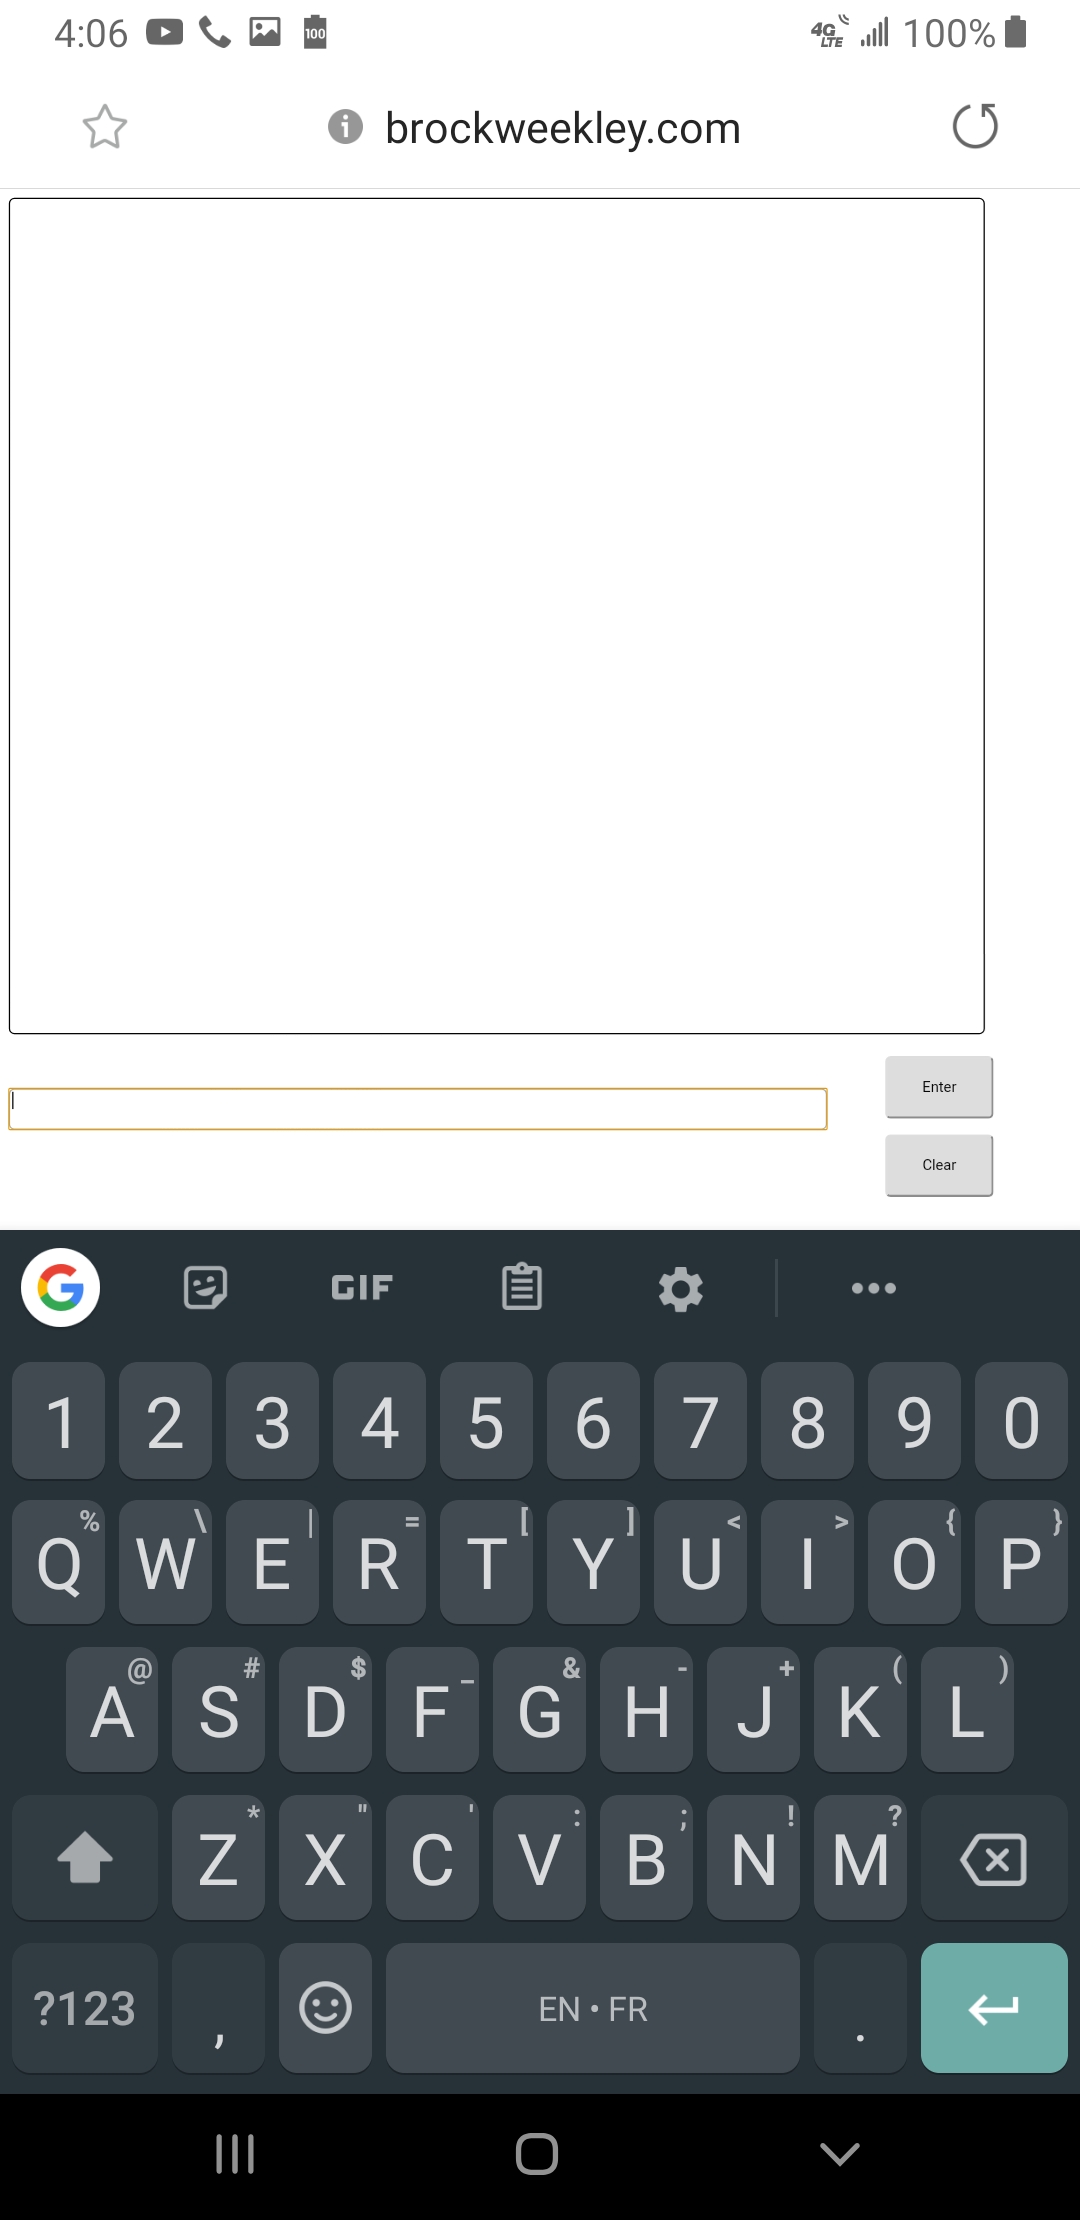 4:06 100 4G LTE 100%
brockweekley.com
Enter
Clear
G GIF
1 2 3 4 5 6 7 8 9 0
% \ | = [ ] < > { }
Q W E R T Y U I O P
@ # $ _ & - + ( )
A S D F G H J K L
* " ' : ; ! ?
Z X C V B N M
?123 , EN • FR .